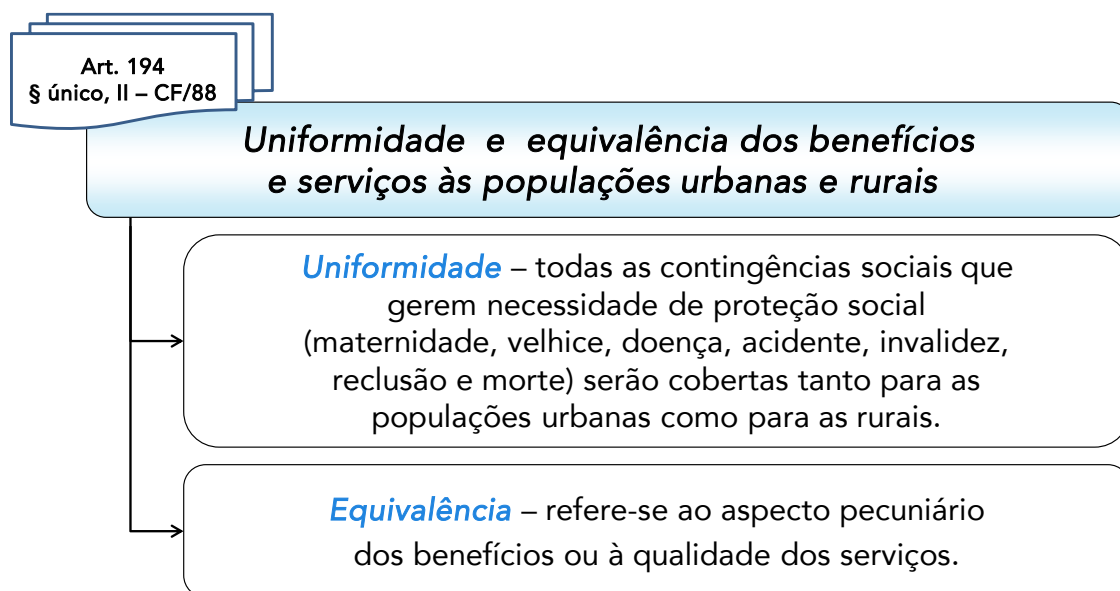 Art. 194
§ único, II – CF/88
Uniformidade e equivalência dos benefícios
e serviços às populações urbanas e rurais
Uniformidade – todas as contingências sociais que
gerem necessidade de proteção social
(maternidade, velhice, doença, acidente, invalidez,
reclusão e morte) serão cobertas tanto para as
populações urbanas como para as rurais.
Equivalência – refere-se ao aspecto pecuniário
dos benefícios ou à qualidade dos serviços.